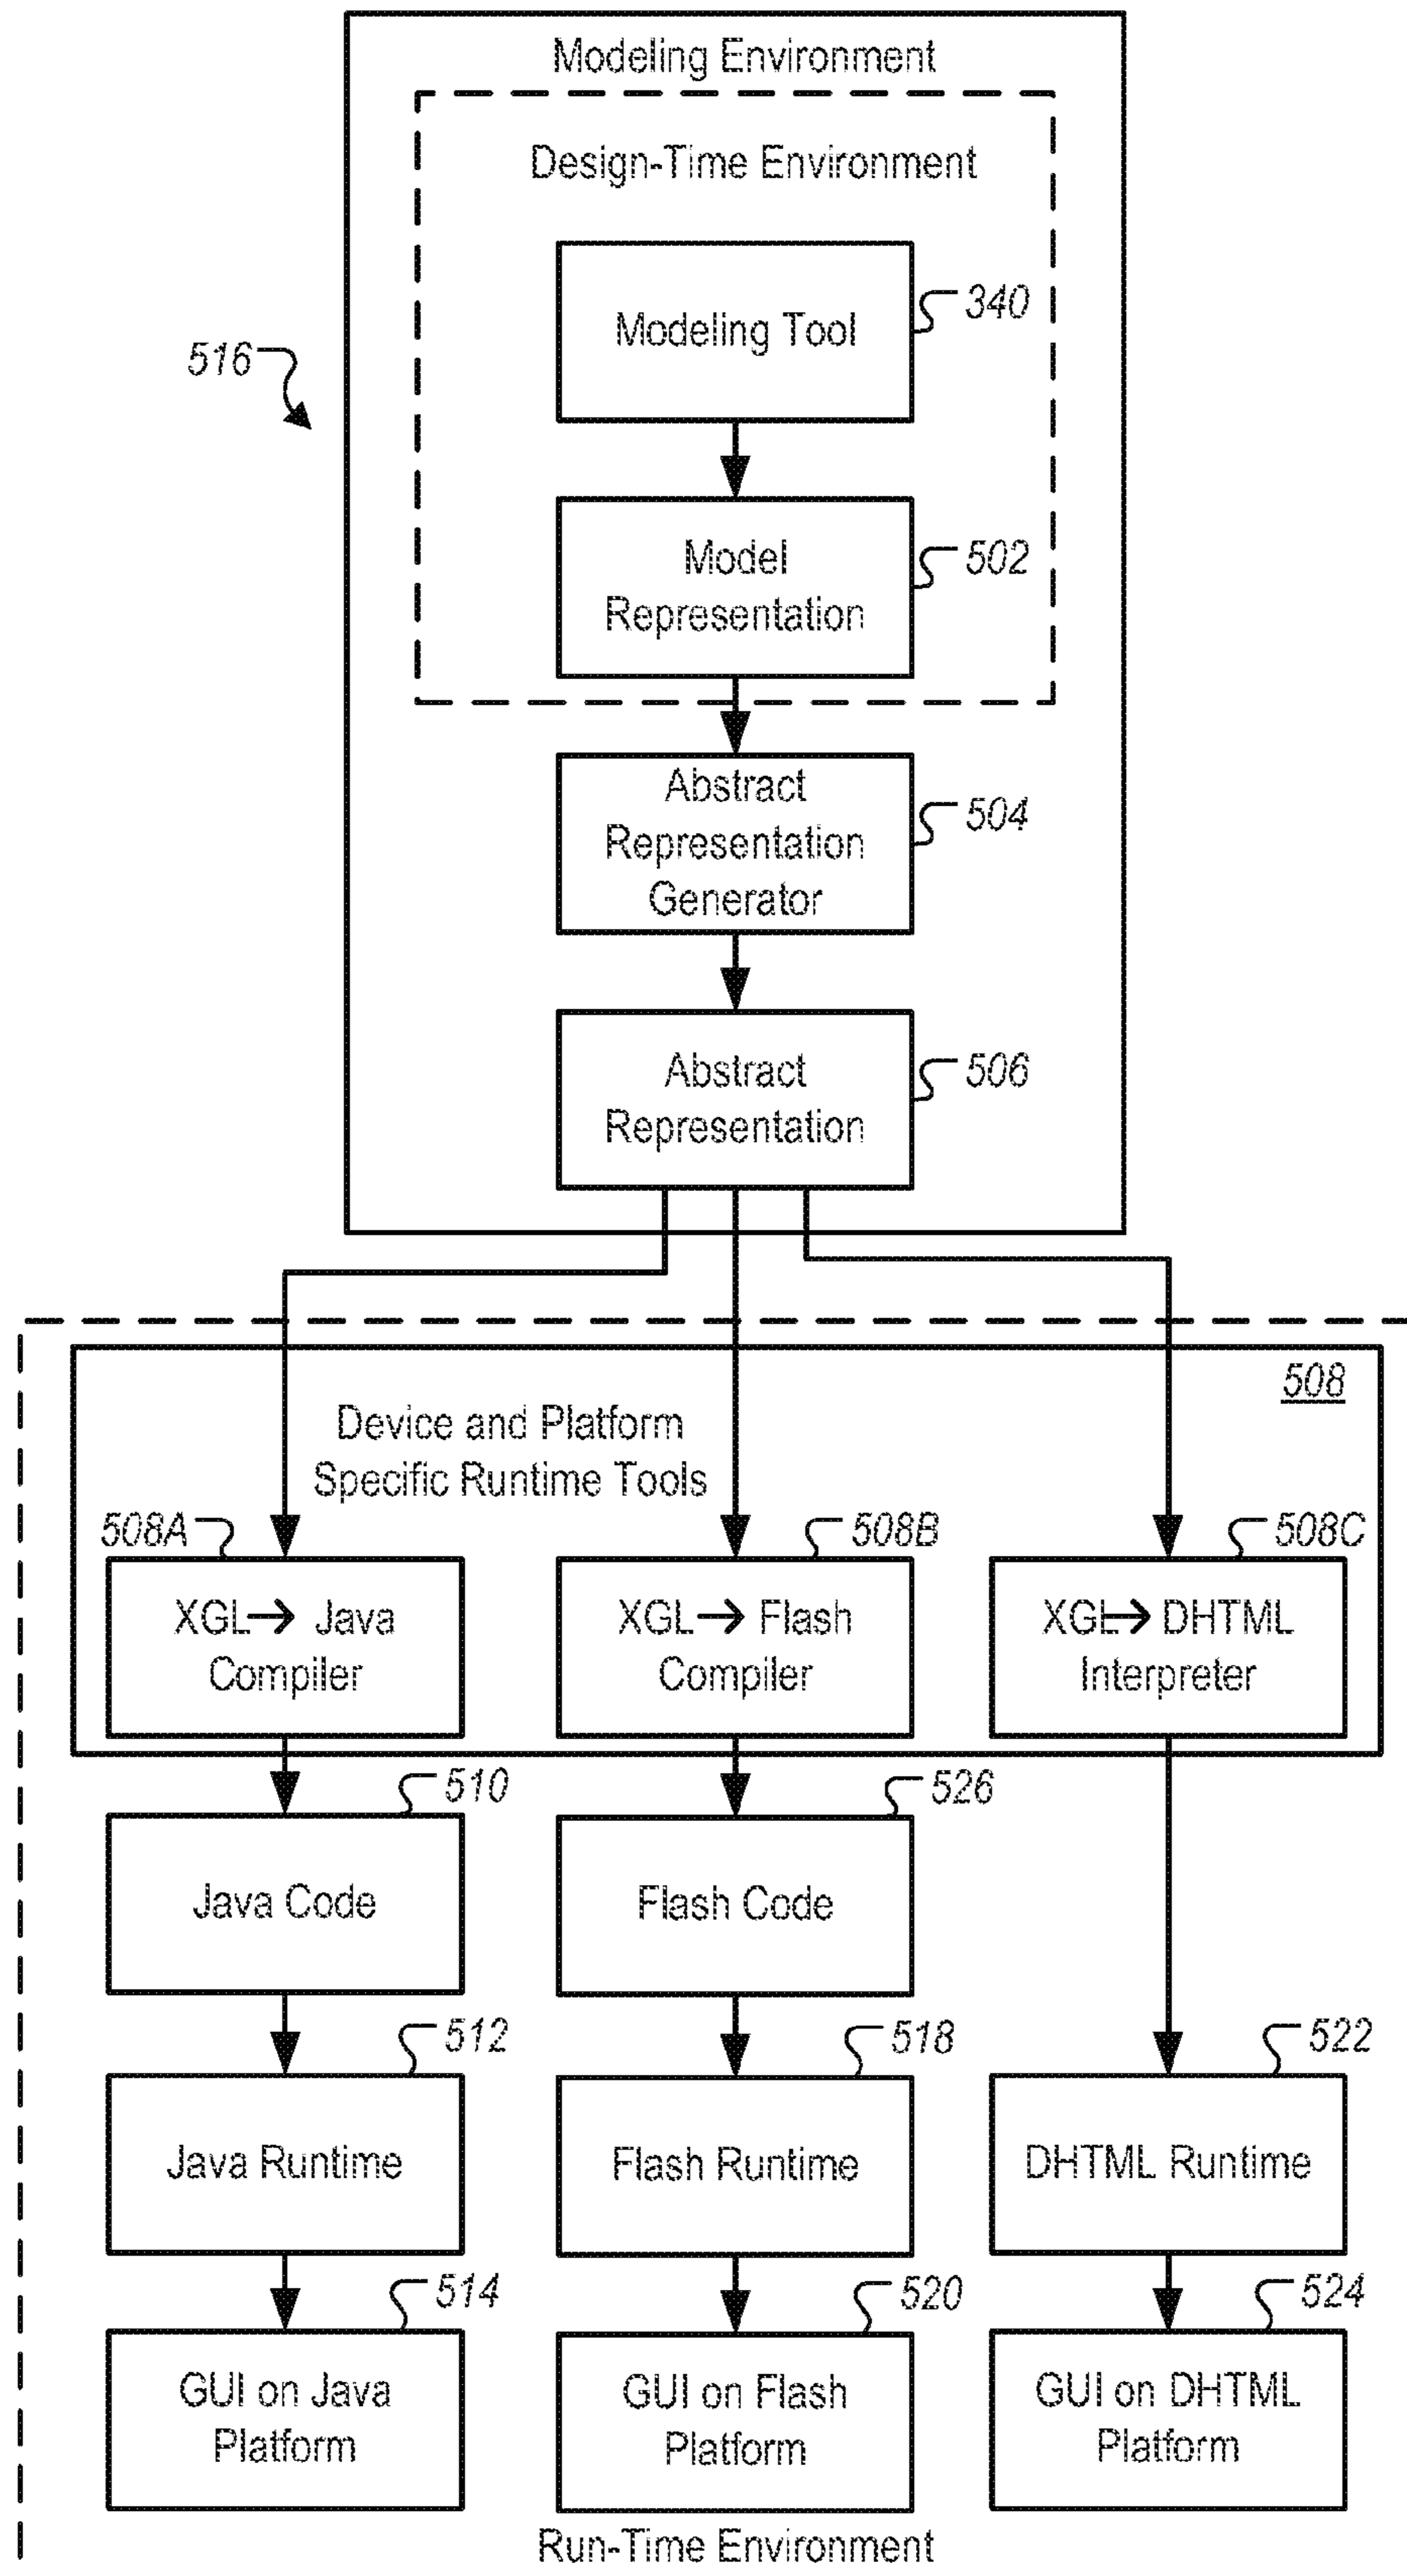 Modeling Environment
Design-Time Environment
Modeling Tool
340
516
Model
Representation
502
Abstract
Representation
Generator
504
Abstract
Representation
506
508
Device and Platform
Specific Runtime Tools
508A
508B
508C
XGL→ Java
Compiler
XGL→ Flash
Compiler
XGL→ DHTML
Interpreter
510
526
Java Code
Flash Code
512
518
522
Java Runtime
Flash Runtime
DHTML Runtime
514
520
524
GUI on Java
Platform
GUI on Flash
Platform
GUI on DHTML
Platform
Run-Time Environment